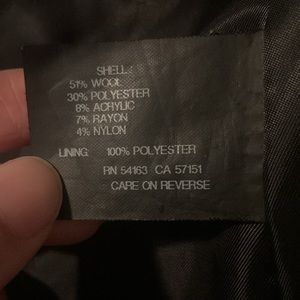 SHELL:
51% WOOL
30% POLYESTER
8% ACRYLIC
7% RAYON
4% NYLON
LINING: 100% POLYESTER
RN 54163 CA 57151
CARE ON REVERSE